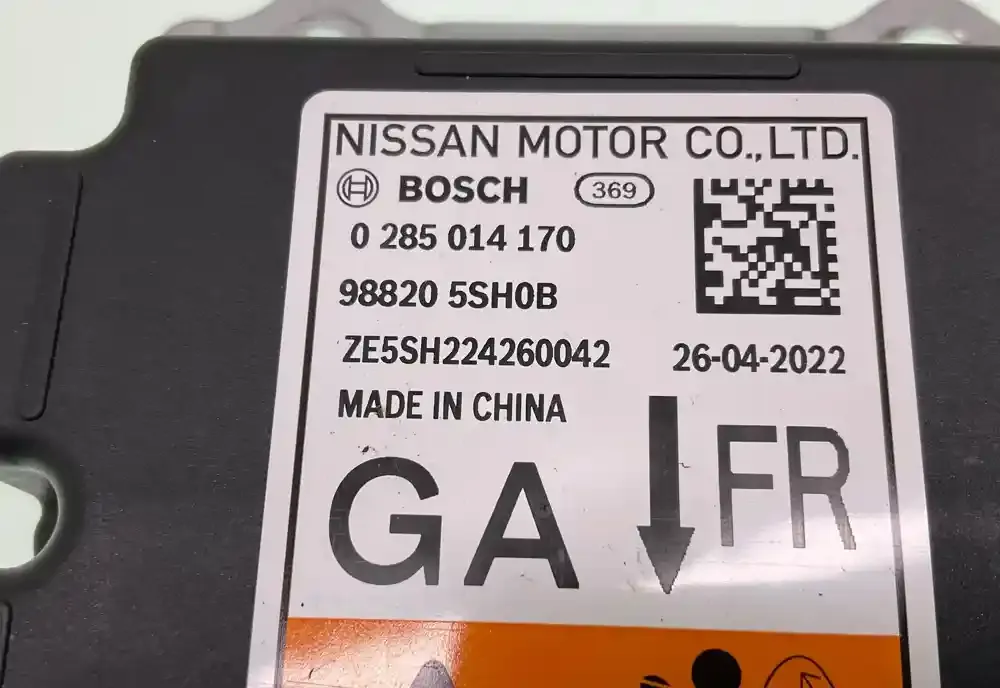 NISSAN MOTOR CO.,LTD.
BOSCH 369
0 285 014 170
98820 5SH0B
ZE5SH224260042 26-04-2022
MADE IN CHINA
GA FR